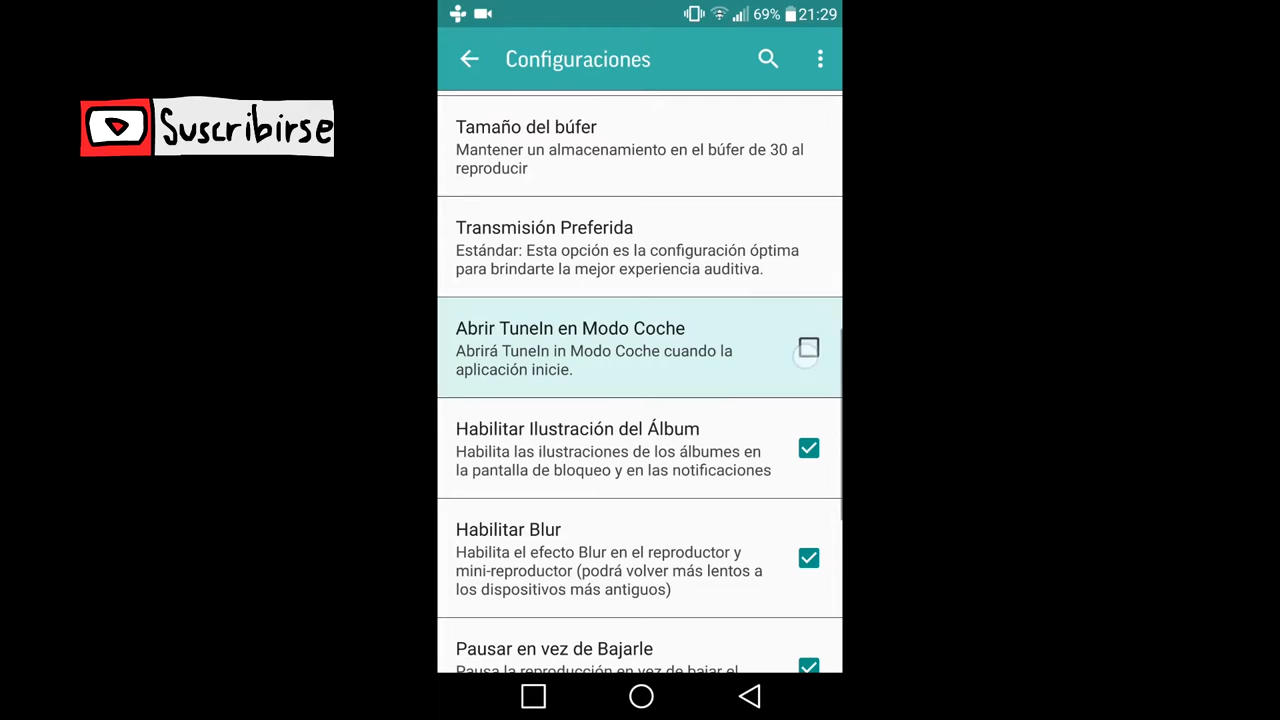 69% 21:29
Configuraciones
Suscribirse
Tamaño del búfer
Mantener un almacenamiento en el búfer de 30 al
reproducir
Transmisión Preferida
Estándar: Esta opción es la configuración óptima
para brindarte la mejor experiencia auditiva.
Abrir TuneIn en Modo Coche
Abrirá TuneIn in Modo Coche cuando la
aplicación inicie.
Habilitar Ilustración del Álbum
Habilita las ilustraciones de los álbumes en
la pantalla de bloqueo y en las notificaciones
Habilitar Blur
Habilita el efecto Blur en el reproductor y
mini-reproductor (podrá volver más lentos a
los dispositivos más antiguos)
Pausar en vez de Bajarle
Pausa la reproducción en vez de bajar el